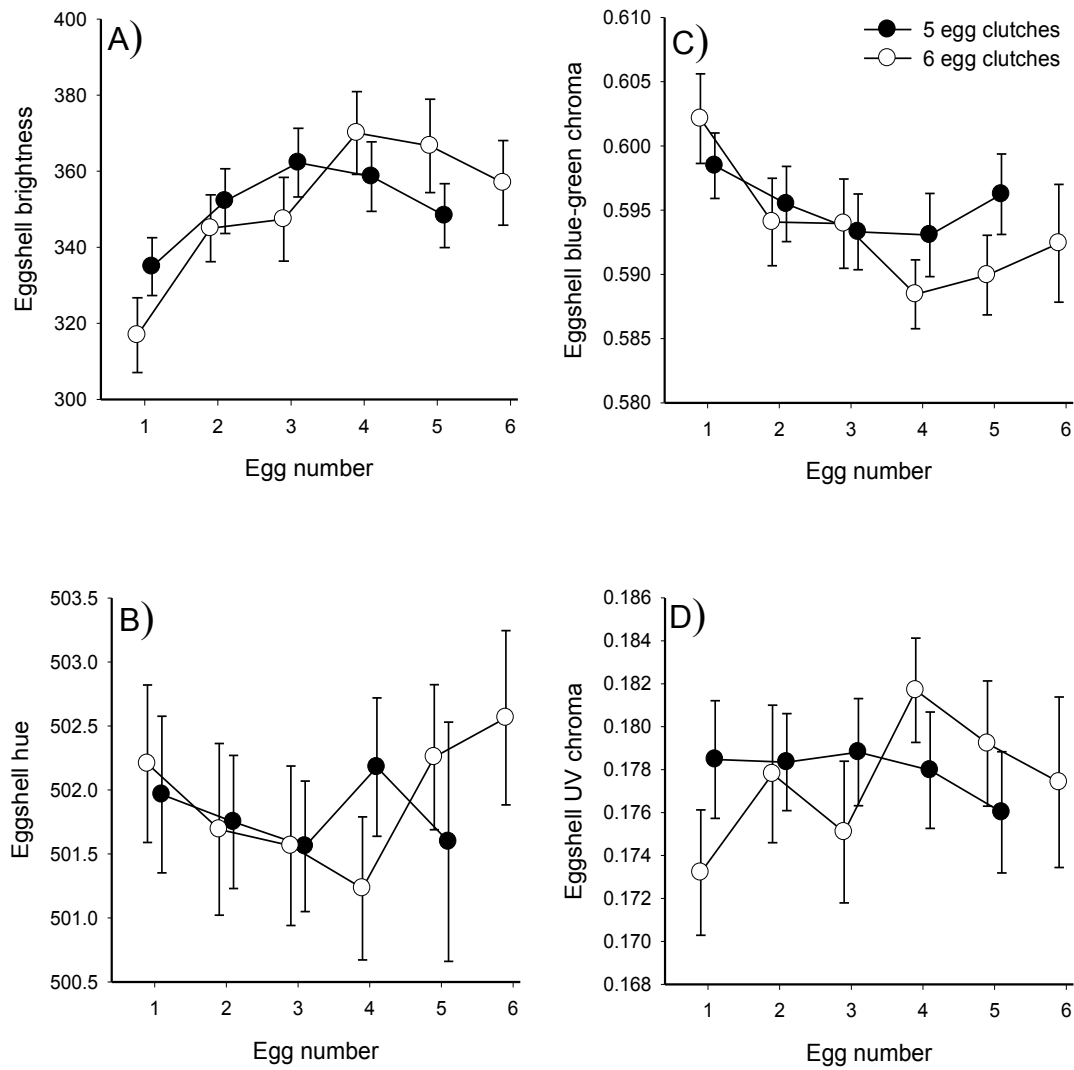 A)
400
380
360
340
320
300
Eggshell brightness
1 2 3 4 5 6
Egg number
C)
5 egg clutches
6 egg clutches
0.610
0.605
0.600
0.595
0.590
0.585
0.580
Eggshell blue-green chroma
1 2 3 4 5 6
Egg number
B)
503.5
503.0
502.5
502.0
501.5
501.0
500.5
Eggshell hue
1 2 3 4 5 6
Egg number
D)
0.186
0.184
0.182
0.180
0.178
0.176
0.174
0.172
0.170
0.168
Eggshell UV chroma
1 2 3 4 5 6
Egg number